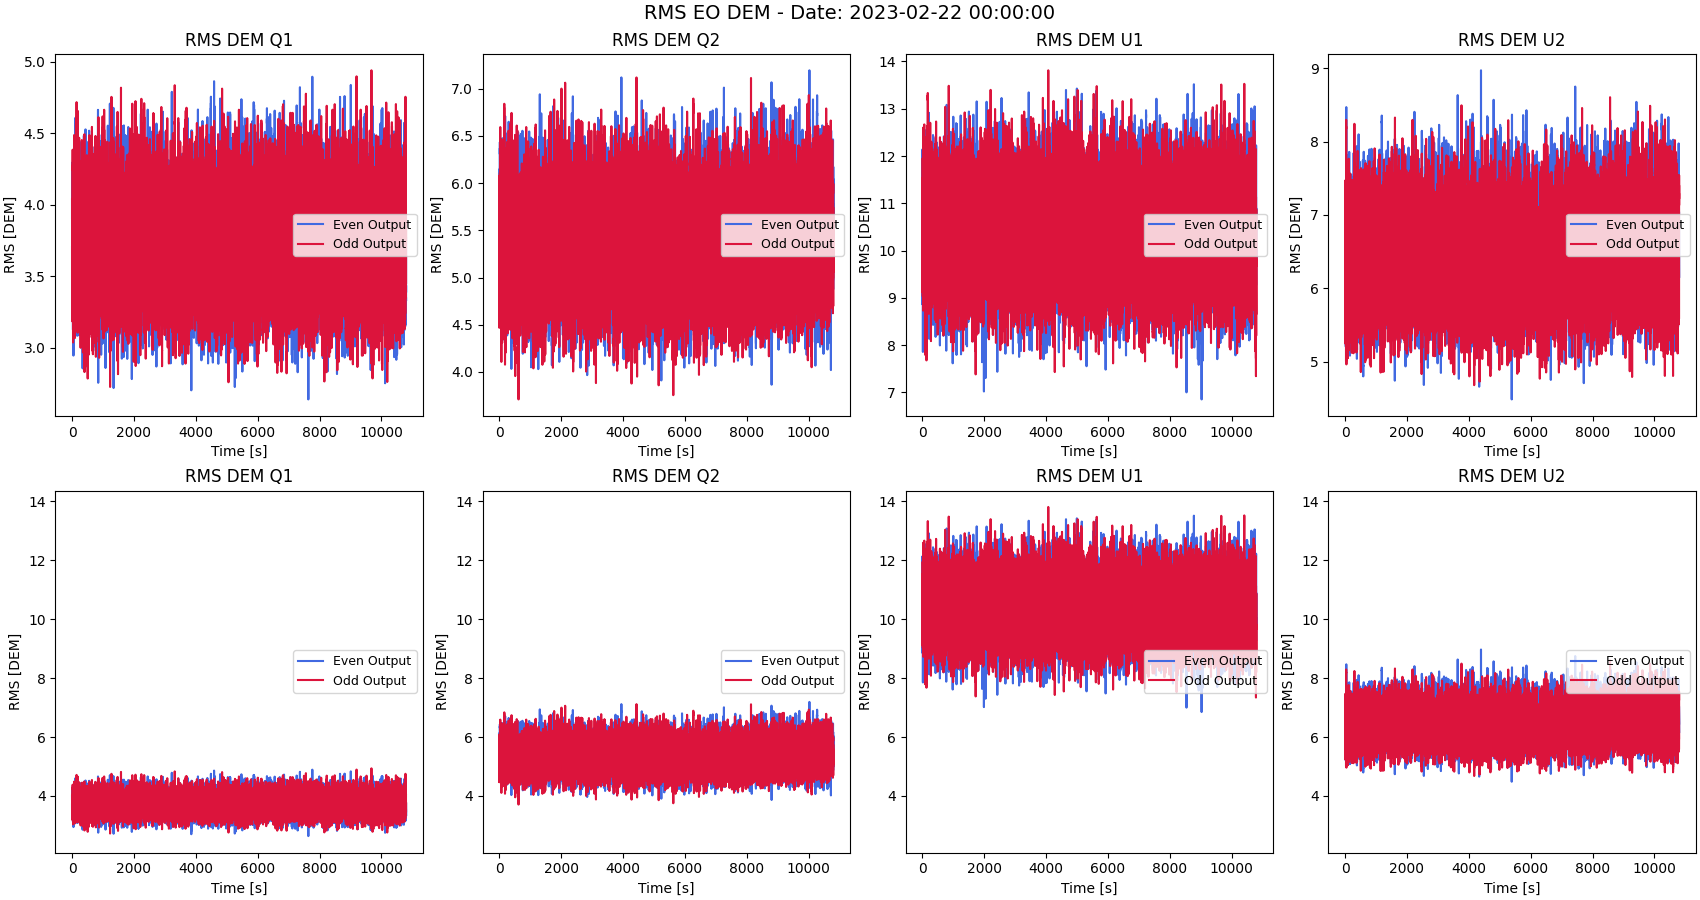 RMS EO DEM - Date: 2023-02-22 00:00:00
RMS DEM Q1
RMS [DEM]
5.0
4.5
4.0
3.5
3.0
Even Output
Odd Output
0 2000 4000 6000 8000 10000
Time [s]
RMS DEM Q2
RMS [DEM]
7.0
6.5
6.0
5.5
5.0
4.5
4.0
Even Output
Odd Output
0 2000 4000 6000 8000 10000
Time [s]
RMS DEM U1
RMS [DEM]
14
13
12
11
10
9
8
7
Even Output
Odd Output
0 2000 4000 6000 8000 10000
Time [s]
RMS DEM U2
RMS [DEM]
9
8
7
6
5
Even Output
Odd Output
0 2000 4000 6000 8000 10000
Time [s]
RMS DEM Q1
RMS [DEM]
14
12
10
8
6
4
Even Output
Odd Output
0 2000 4000 6000 8000 10000
Time [s]
RMS DEM Q2
RMS [DEM]
14
12
10
8
6
4
Even Output
Odd Output
0 2000 4000 6000 8000 10000
Time [s]
RMS DEM U1
RMS [DEM]
14
12
10
8
6
4
Even Output
Odd Output
0 2000 4000 6000 8000 10000
Time [s]
RMS DEM U2
RMS [DEM]
14
12
10
8
6
4
Even Output
Odd Output
0 2000 4000 6000 8000 10000
Time [s]